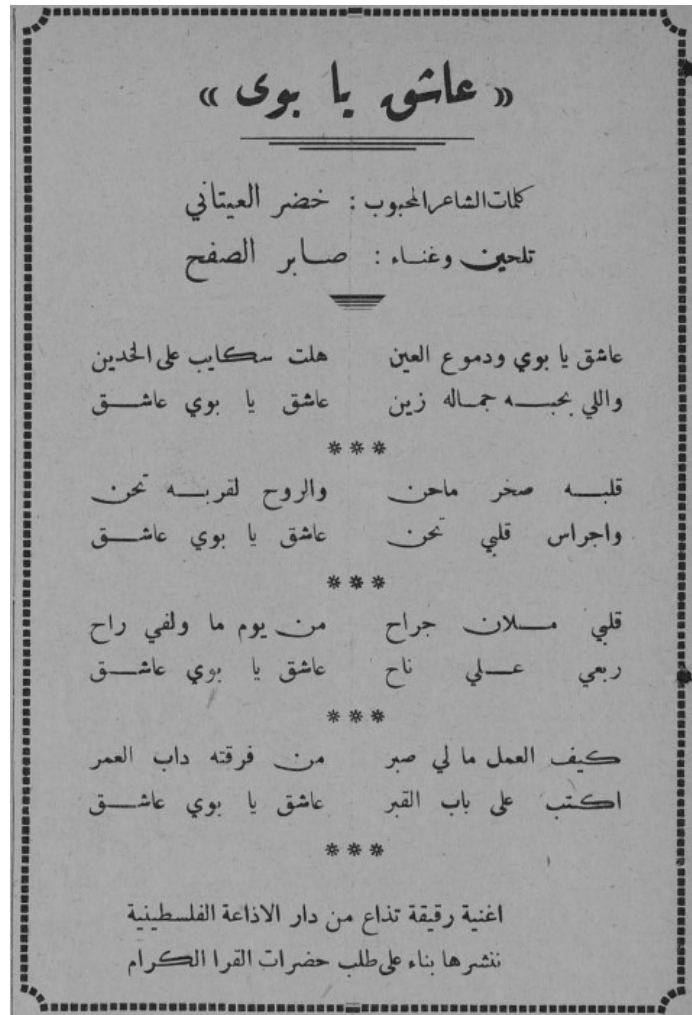 « عاشق يا بوى »
كلمات الشاعر المحبوب : خضر العيتاني
تلحين وغناء : صابر الصفح
عاشق يا بوي ودموع العين هلت سكايب على الخدين
واللي بحبه جماله زين عاشق يا بوي عاشق
***
قلبه صخر ماحن والروح لقربه تحن
واجراس قلبي تحن عاشق يا بوي عاشق
***
قلبي ملان جراح من يوم ما ولفي راح
ربعي علي ناح عاشق يا بوي عاشق
***
كيف العمل ما لي صبر من فرقته داب العمر
اكتب على باب القبر عاشق يا بوي عاشق
***
اغنية رقيقة تذاع من دار الاذاعة الفلسطينية
ننشرها بناء على طلب حضرات القرا الكرام